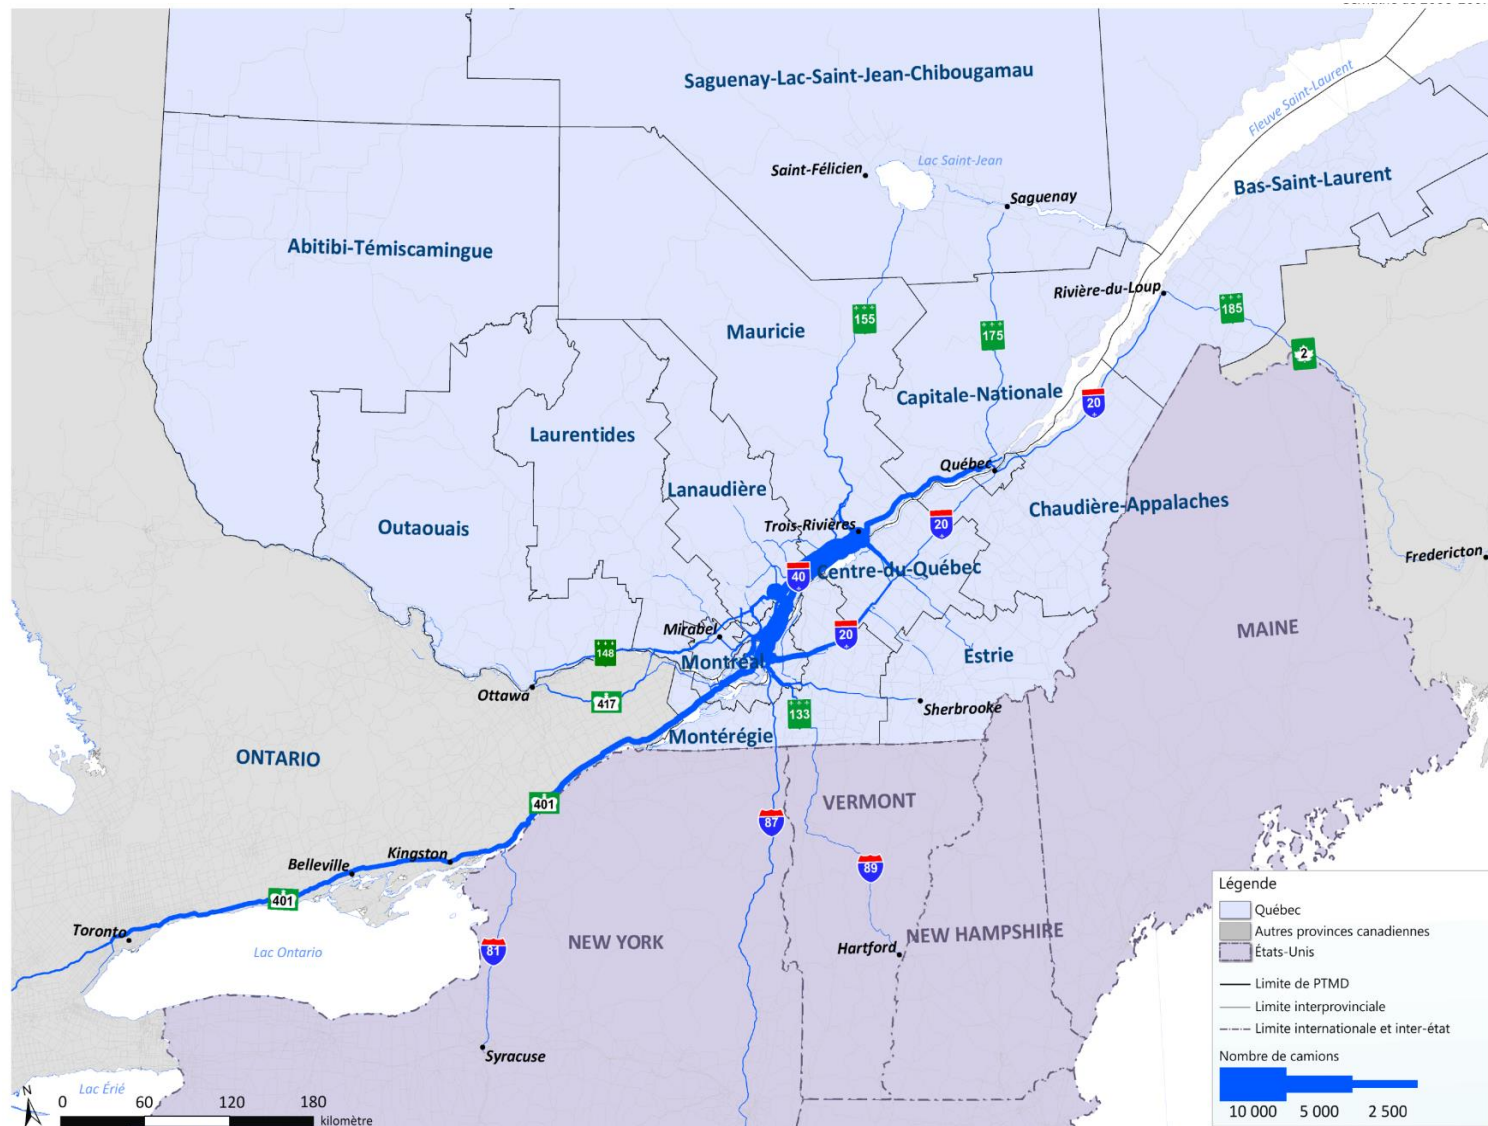 Saguenay-Lac-Saint-Jean-Chibougamau
Fleuve Saint-Laurent
Saint-Félicien
Lac Saint-Jean
Bas-Saint-Laurent
Saguenay
Abitibi-Témiscamingue
Rivière-du-Loup
185
155
Mauricie
175
2
Capitale-Nationale
20
Laurentides
Québec
Lanaudière
Chaudière-Appalaches
Outaouais
Trois-Rivières
20
Fredericton
40
Centre-du-Québec
Mirabel
20
MAINE
148
Montréal
Estrie
Ottawa
417
Sherbrooke
133
Montérégie
ONTARIO
401
VERMONT
87
Kingston
Belleville
89
401
Toronto
NEW YORK
NEW HAMPSHIRE
Hartford
81
Lac Ontario
Syracuse
Lac Érié
N
0 60 120 180
kilomètre
Légende
Québec
Autres provinces canadiennes
États-Unis
Limite de PTMD
Limite interprovinciale
Limite internationale et inter-état
Nombre de camions
10 000 5 000 2 500